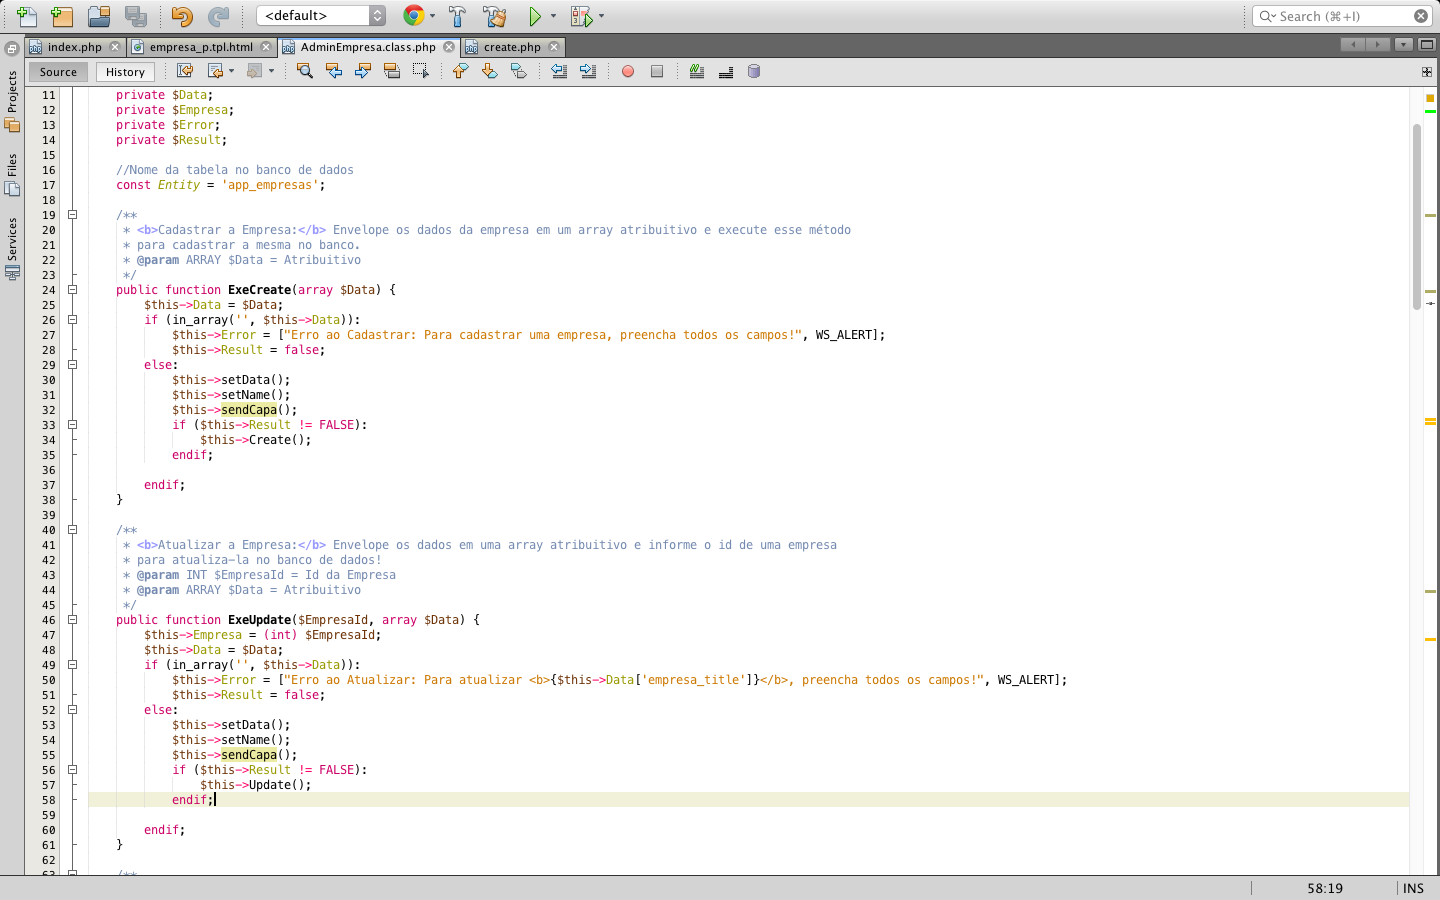 <default>
Search (⌘+I)
index.php
empresa_p.tpl.html
AdminEmpresa.class.php
create.php
Source
History
Projects
Files
Services
11 private $Data;
12 private $Empresa;
13 private $Error;
14 private $Result;
15
16 //Nome da tabela no banco de dados
17 const Entity = 'app_empresas';
18
19 /**
20 * <b>Cadastrar a Empresa:</b> Envelope os dados da empresa em um array atribuitivo e execute esse método
21 * para cadastrar a mesma no banco.
22 * @param ARRAY $Data = Atribuitivo
23 */
24 public function ExeCreate(array $Data) {
25 $this->Data = $Data;
26 if (in_array('', $this->Data)):
27 $this->Error = ["Erro ao Cadastrar: Para cadastrar uma empresa, preencha todos os campos!", WS_ALERT];
28 $this->Result = false;
29 else:
30 $this->setData();
31 $this->setName();
32 $this->sendCapa();
33 if ($this->Result != FALSE):
34 $this->Create();
35 endif;
36
37 endif;
38 }
39
40 /**
41 * <b>Atualizar a Empresa:</b> Envelope os dados em uma array atribuitivo e informe o id de uma empresa
42 * para atualiza-la no banco de dados!
43 * @param INT $EmpresaId = Id da Empresa
44 * @param ARRAY $Data = Atribuitivo
45 */
46 public function ExeUpdate($EmpresaId, array $Data) {
47 $this->Empresa = (int) $EmpresaId;
48 $this->Data = $Data;
49 if (in_array('', $this->Data)):
50 $this->Error = ["Erro ao Atualizar: Para atualizar <b>{$this->Data['empresa_title']}</b>, preencha todos os campos!", WS_ALERT];
51 $this->Result = false;
52 else:
53 $this->setData();
54 $this->setName();
55 $this->sendCapa();
56 if ($this->Result != FALSE):
57 $this->Update();
58 endif;
59
60 endif;
61 }
62
63 /**
58:19
INS